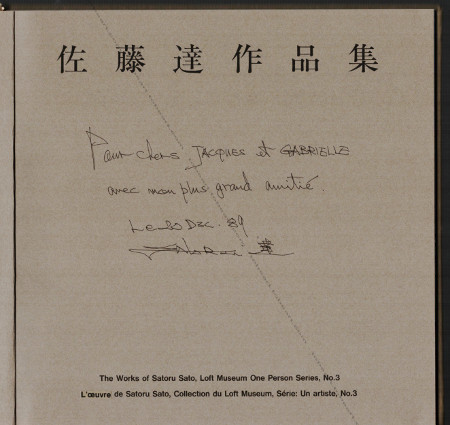 佐藤達作品集
Pour chers JACQUES et GABRIELLE
avec mon plus grand amitié.
Le 30 DEC. 89
達
The Works of Satoru Sato, Loft Museum One Person Series, No.3
L'œuvre de Satoru Sato, Collection du Loft Museum, Série: Un artiste, No.3